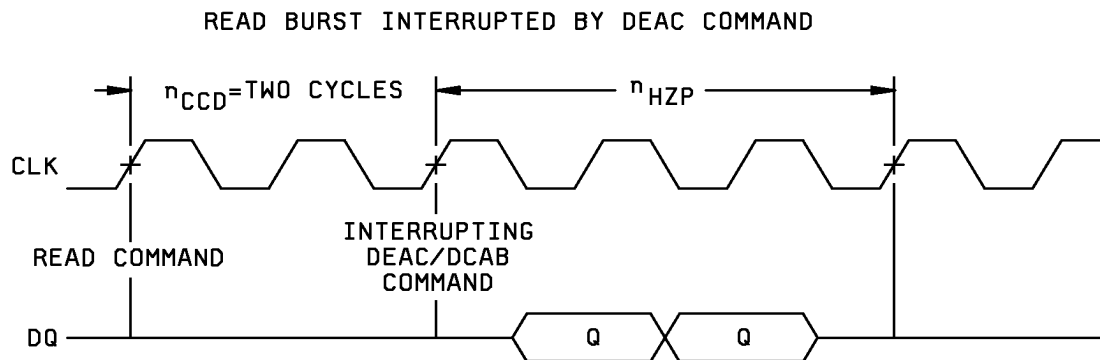 READ BURST INTERRUPTED BY DEAC COMMAND
nCCD=TWO CYCLES
nHZP
CLK
READ COMMAND
INTERRUPTING
DEAC/DCAB
COMMAND
DQ
Q
Q